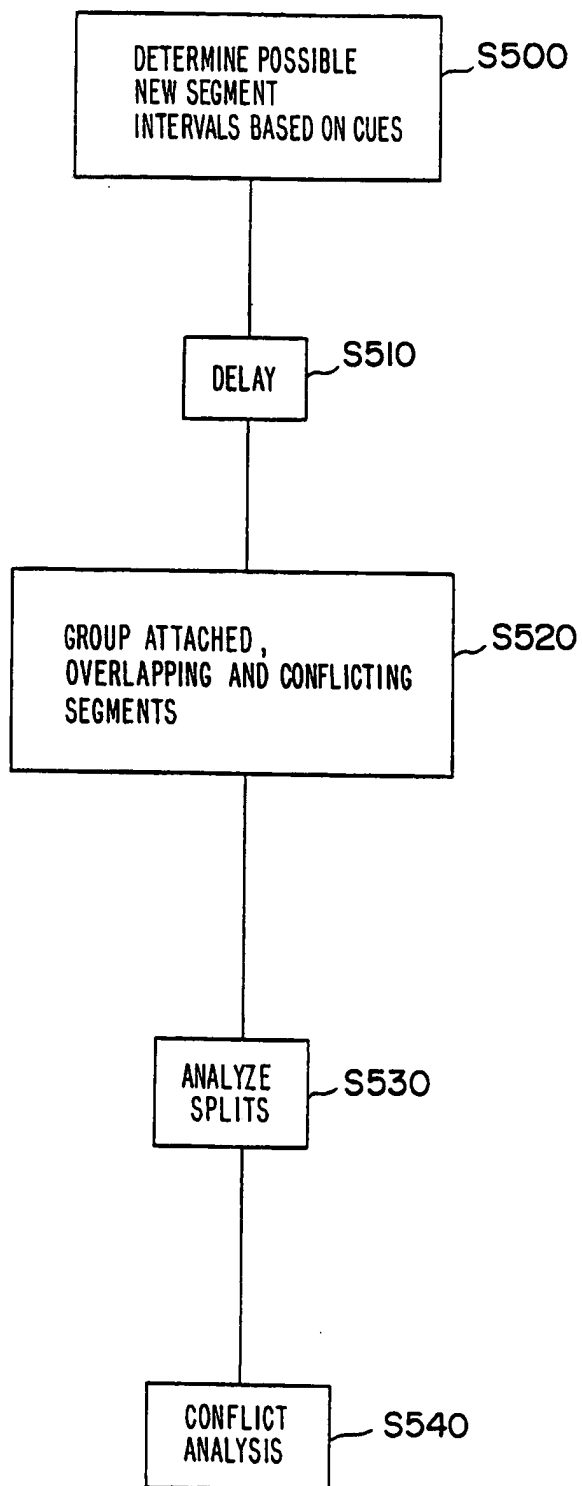 DETERMINE POSSIBLE
NEW SEGMENT
INTERVALS BASED ON CUES
S500
DELAY
S510
GROUP ATTACHED,
OVERLAPPING AND CONFLICTING
SEGMENTS
S520
ANALYZE
SPLITS
S530
CONFLICT
ANALYSIS
S540